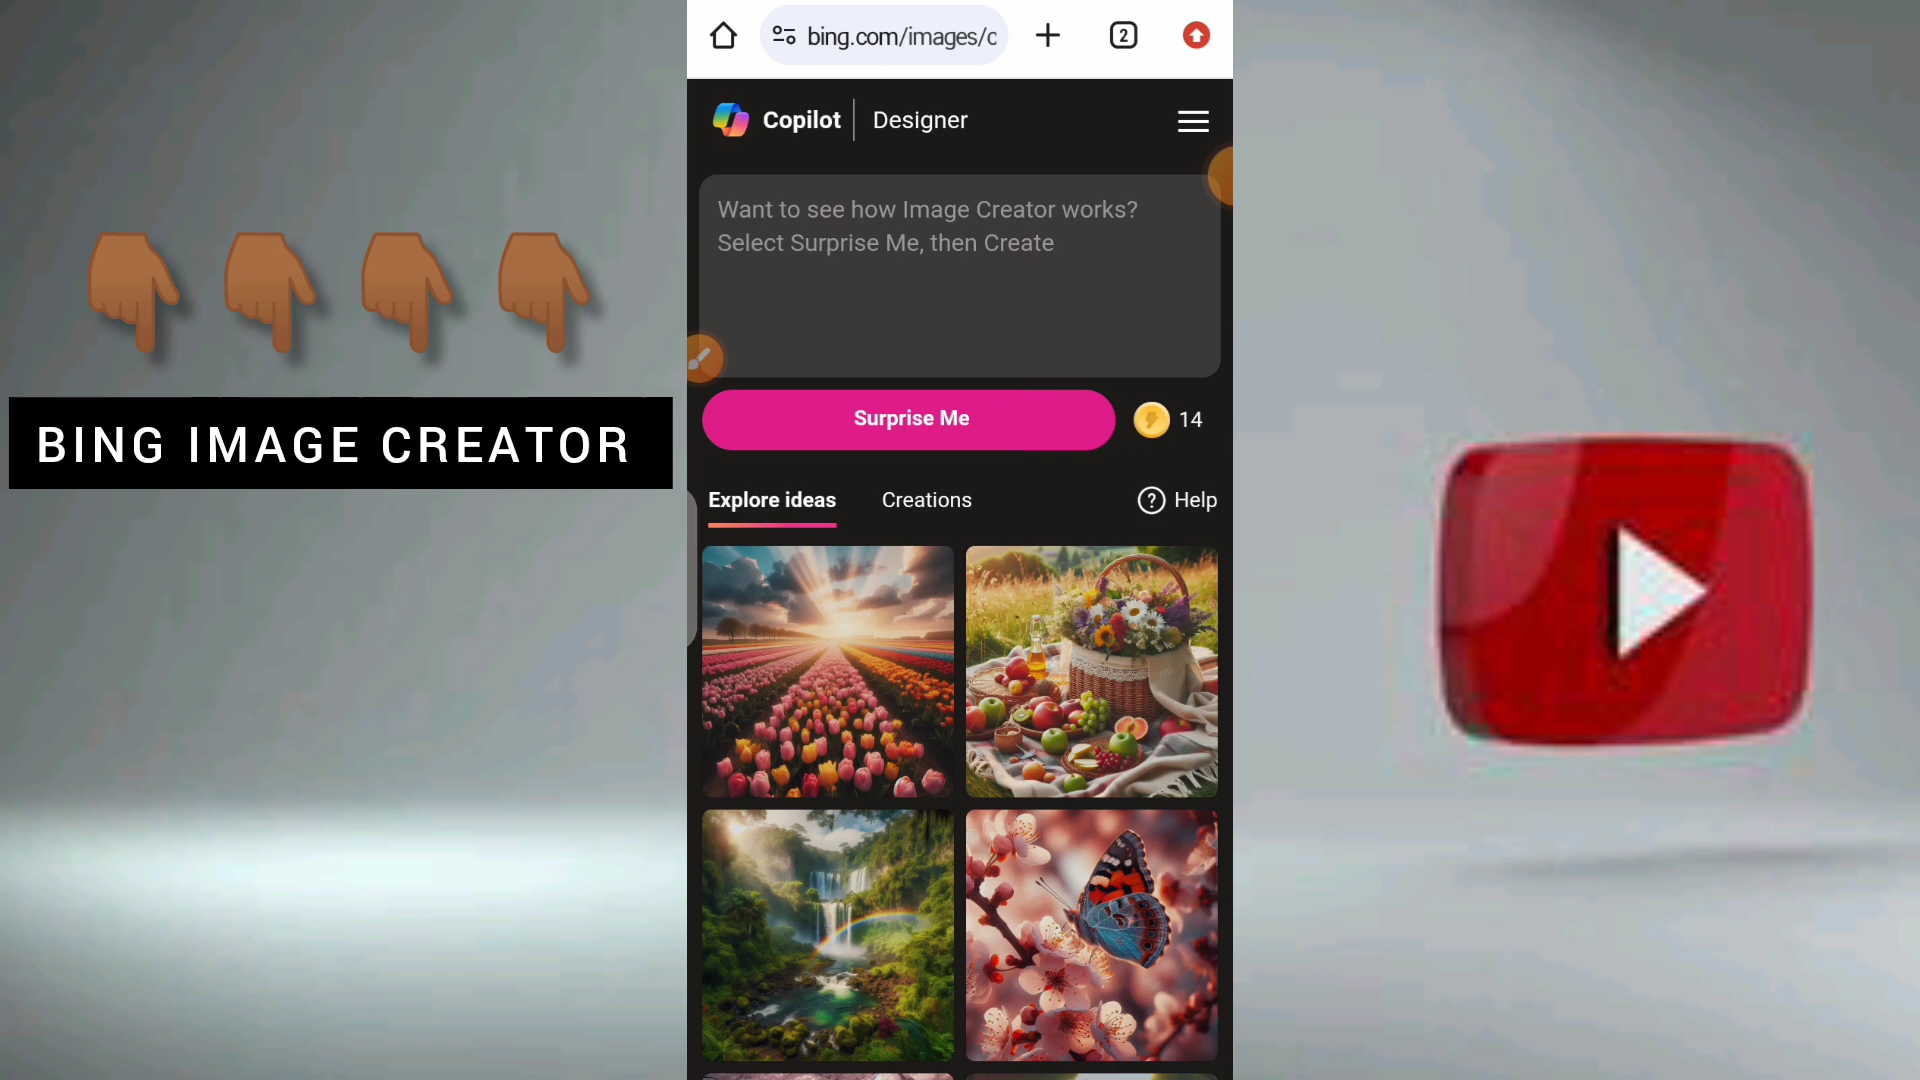 BING IMAGE CREATOR
bing.com/images/c
2
Copilot
Designer
Want to see how Image Creator works?
Select Surprise Me, then Create
Surprise Me
14
Explore ideas
Creations
Help